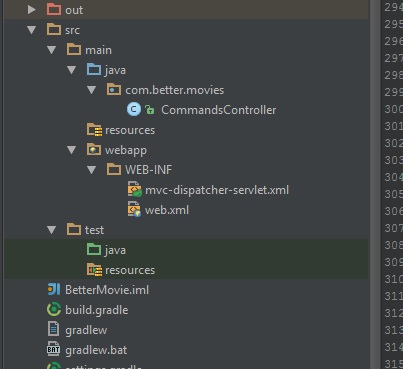 out
294
src
295
main
296
java
297
com.better.movies
298
CommandsController
299
300
resources
301
webapp
302
WEB-INF
303
mvc-dispatcher-servlet.xml
304
web.xml
305
306
test
307
java
308
resources
309
BetterMovie.iml
310
build.gradle
311
gradlew
312
gradlew.bat
313
settings.gradle
314
315